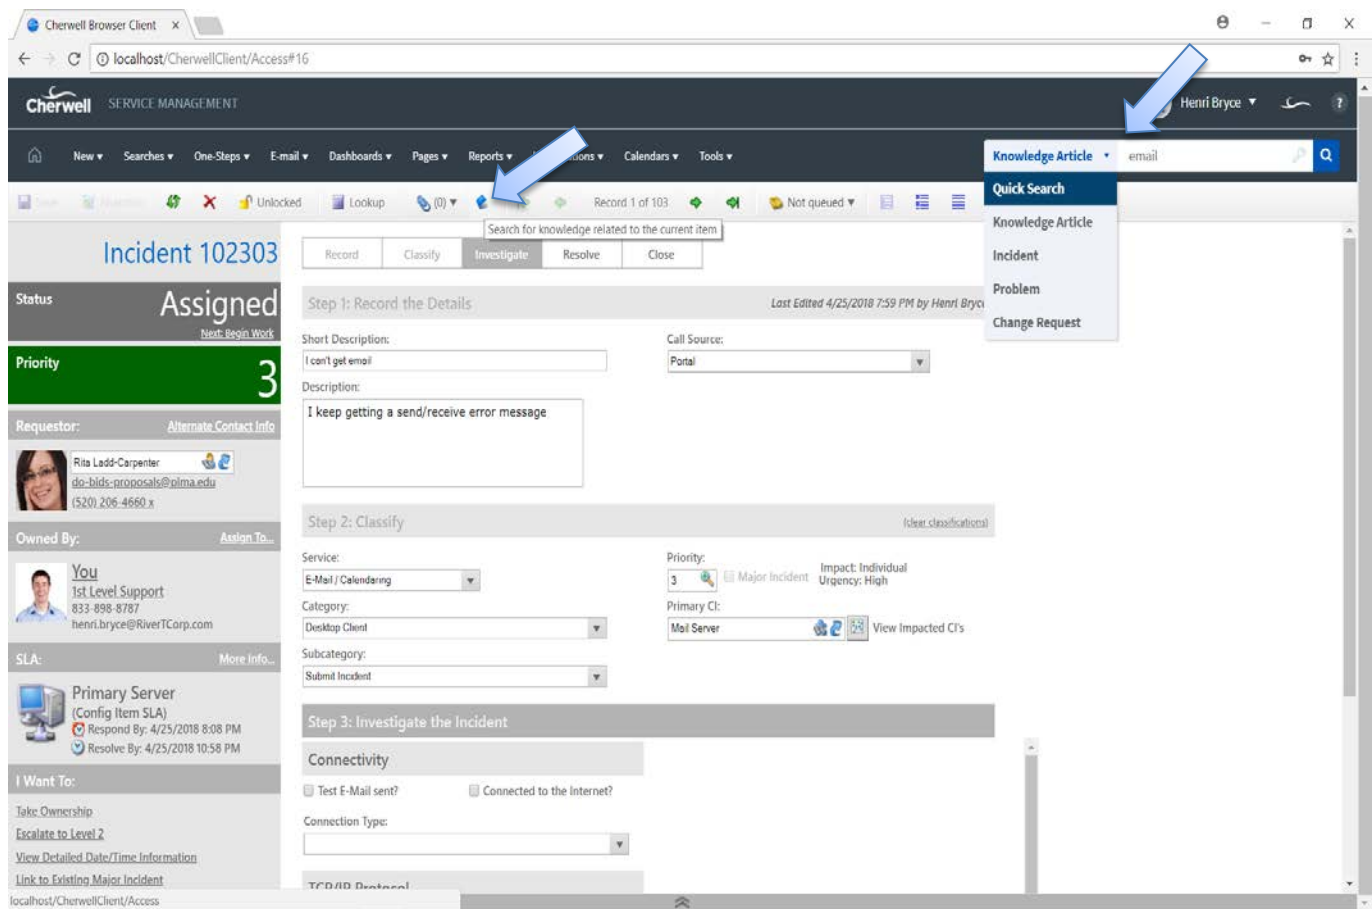 Cherwell Browser Client x
localhost/CherwellClient/Access#16
Cherwell SERVICE MANAGEMENT Henri Bryce ?
New Searches One-Steps E-mail Dashboards Pages Reports Calendars Tools Knowledge Article email
Unlocked Lookup (0) Record 1 of 103 Not queued
Quick Search
Knowledge Article
Incident
Problem
Change Request
Search for knowledge related to the current item
Incident 102303
Record Classify Investigate Resolve Close
Status Assigned
Next: Begin Work
Priority 3
Requestor: Alternate Contact Info
Rita Ladd-Carpenter
do-bids-proposals@pima.edu
(520) 206-4660 x
Owned By: Assign To...
You
1st Level Support
833-898-8787
henri.bryce@RiverTCorp.com
SLA: More Info...
Primary Server
(Config Item SLA)
Respond By: 4/25/2018 8:08 PM
Resolve By: 4/25/2018 10:58 PM
I Want To:
Take Ownership
Escalate to Level 2
View Detailed Date/Time Information
Link to Existing Major Incident
localhost/CherwellClient/Access
Step 1: Record the Details Last Edited 4/25/2018 7:59 PM by Henri Bryce
Short Description: Call Source:
I can't get email Portal
Description:
I keep getting a send/receive error message
Step 2: Classify (clear classifications)
Service: Priority:
E-Mail / Calendaring 3 Major Incident Impact: Individual
Urgency: High
Category: Primary CI:
Desktop Client Mail Server View Impacted CI's
Subcategory:
Submit Incident
Step 3: Investigate the Incident
Connectivity
Test E-Mail sent? Connected to the Internet?
Connection Type:
TCP/IP Protocol